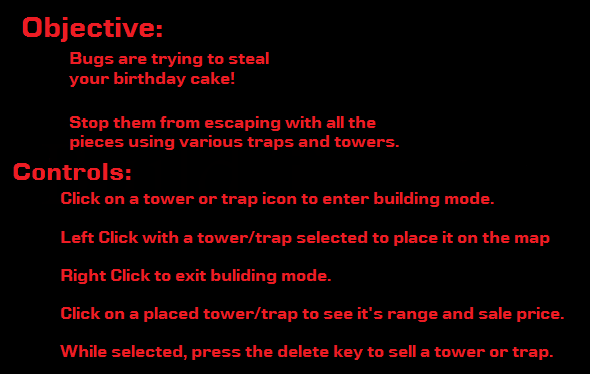 Objective:
Bugs are trying to steal
your birthday cake!
Stop them from escaping with all the
pieces using various traps and towers.
Controls:
Click on a tower or trap icon to enter building mode.
Left Click with a tower/trap selected to place it on the map
Right Click to exit buliding mode.
Click on a placed tower/trap to see it's range and sale price.
While selected, press the delete key to sell a tower or trap.